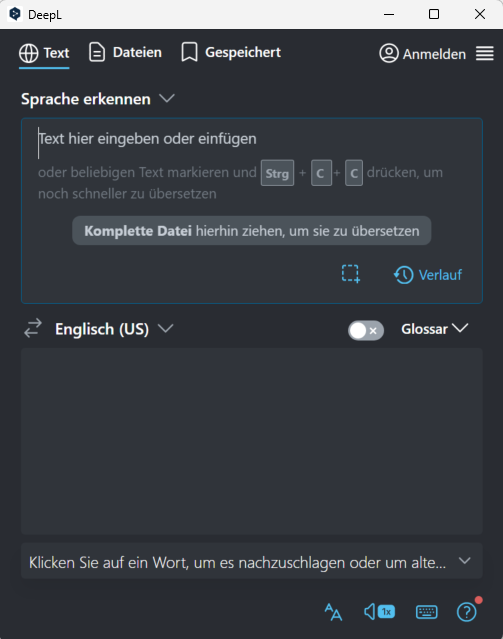 DeepL
Text Dateien Gespeichert Anmelden
Sprache erkennen
Text hier eingeben oder einfügen
oder beliebigen Text markieren und Strg + C + C drücken, um
noch schneller zu übersetzen
Komplette Datei hierhin ziehen, um sie zu übersetzen
Verlauf
Englisch (US) Glossar
Klicken Sie auf ein Wort, um es nachzuschlagen oder um alte...
1x